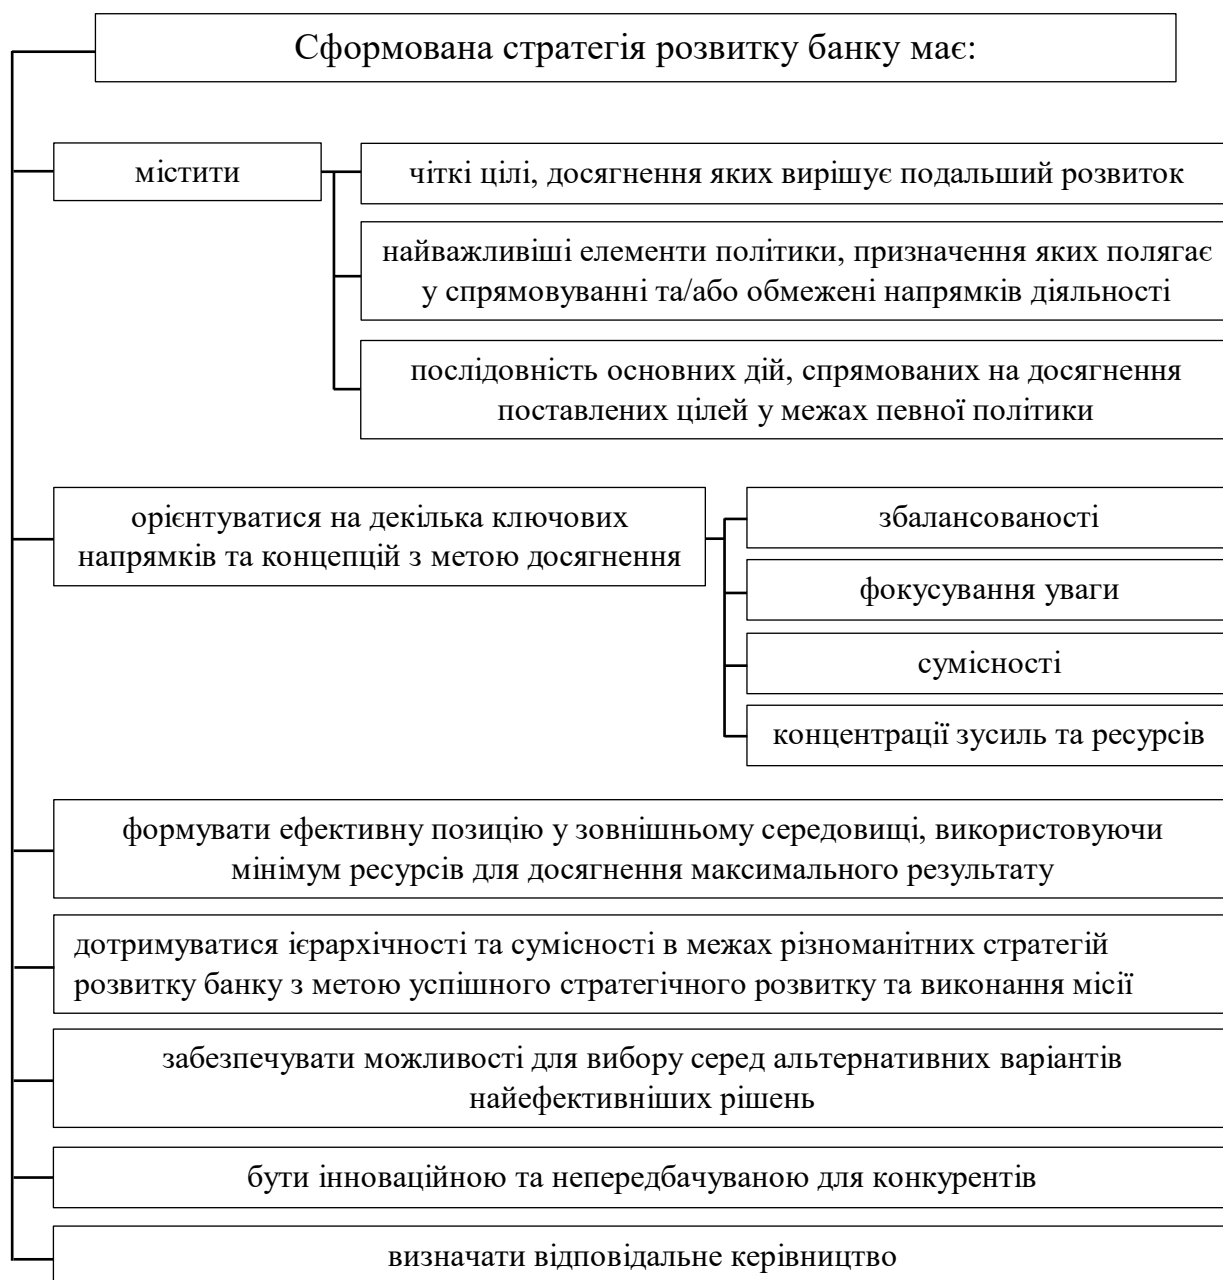 Сформована стратегія розвитку банку має:
містити
чіткі цілі, досягнення яких вирішує подальший розвиток
найважливіші елементи політики, призначення яких полягає
у спрямовуванні та/або обмежені напрямків діяльності
послідовність основних дій, спрямованих на досягнення
поставлених цілей у межах певної політики
орієнтуватися на декілька ключових
напрямків та концепцій з метою досягнення
збалансованості
фокусування уваги
сумісності
концентрації зусиль та ресурсів
формувати ефективну позицію у зовнішньому середовищі, використовуючи
мінімум ресурсів для досягнення максимального результату
дотримуватися ієрархічності та сумісності в межах різноманітних стратегій
розвитку банку з метою успішного стратегічного розвитку та виконання місії
забезпечувати можливості для вибору серед альтернативних варіантів
найефективніших рішень
бути інноваційною та непередбачуваною для конкурентів
визначати відповідальне керівництво